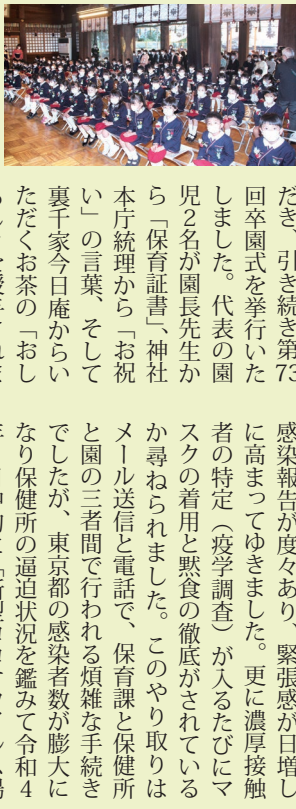 だき、引き続き第73
回卒園式を挙行いた
しました。代表の園
児2名が園長先生か
ら「保育証書」、神社
本庁統理から「お祝
い」の言葉、そして
裏千家今日庵からい
ただくお茶の「おし
感染報告が度々あり、緊張感が日増し
に高まってゆきました。更に濃厚接触
者の特定（疫学調査）が入るたびにマ
スクの着用と黙食の徹底がされている
か尋ねられました。このやり取りは
メール送信と電話で、保育課と保健所
と園の三者間で行われる煩雑な手続き
でしたが、東京都の感染者数が膨大に
なり保健所の逼迫状況を鑑みて令和4